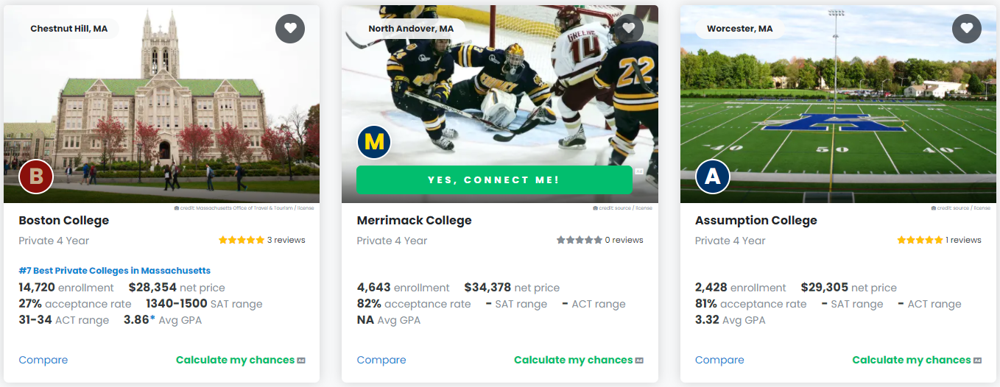 Chestnut Hill, MA
B
credit: Massachusetts Office of Travel & Tourism / license
Boston College
Private 4 Year
3 reviews
#7 Best Private Colleges in Massachusetts
14,720 enrollment $28,354 net price
27% acceptance rate 1340-1500 SAT range
31-34 ACT range 3.86* Avg GPA
Compare
Calculate my chances Ad
North Andover, MA
GREENE
14
22
M
YES, CONNECT ME!
Ad
credit: source / license
Merrimack College
Private 4 Year
0 reviews
4,643 enrollment $34,378 net price
82% acceptance rate - SAT range - ACT range
NA Avg GPA
Compare
Calculate my chances Ad
Worcester, MA
A
40 50 40
A
credit: source / license
Assumption College
Private 4 Year
1 reviews
2,428 enrollment $29,305 net price
81% acceptance rate - SAT range - ACT range
3.32 Avg GPA
Compare
Calculate my chances Ad